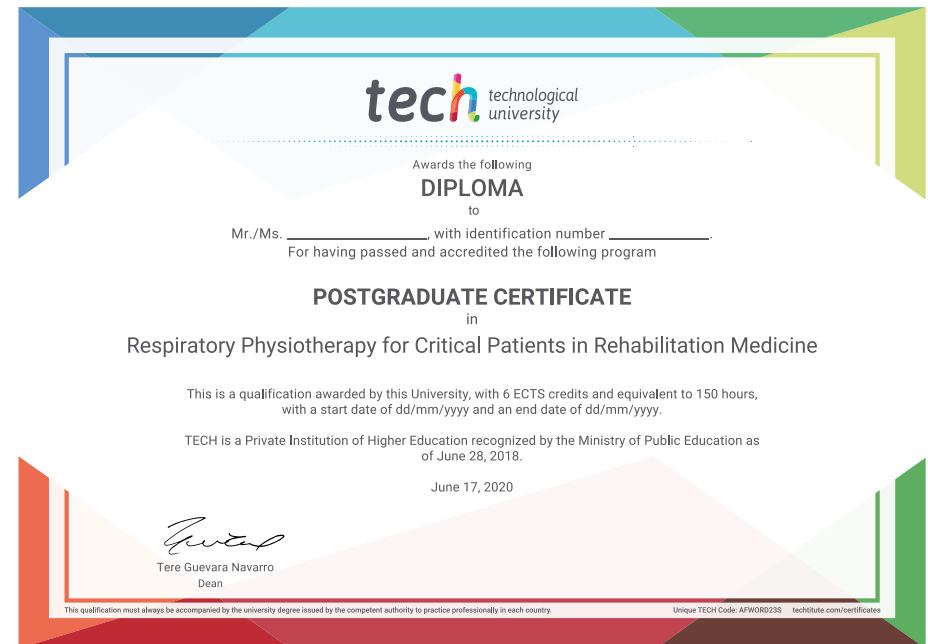 tech technological
university
Awards the following
DIPLOMA
to
Mr./Ms. ____________________, with identification number ______________.
For having passed and accredited the following program
POSTGRADUATE CERTIFICATE
in
Respiratory Physiotherapy for Critical Patients in Rehabilitation Medicine
This is a qualification awarded by this University, with 6 ECTS credits and equivalent to 150 hours,
with a start date of dd/mm/yyyy and an end date of dd/mm/yyyy.
TECH is a Private Institution of Higher Education recognized by the Ministry of Public Education as
of June 28, 2018.
June 17, 2020
Tere Guevara Navarro
Dean
This qualification must always be accompanied by the university degree issued by the competent authority to practice professionally in each country.
Unique TECH Code: AFWORD23S techtitute.com/certificates